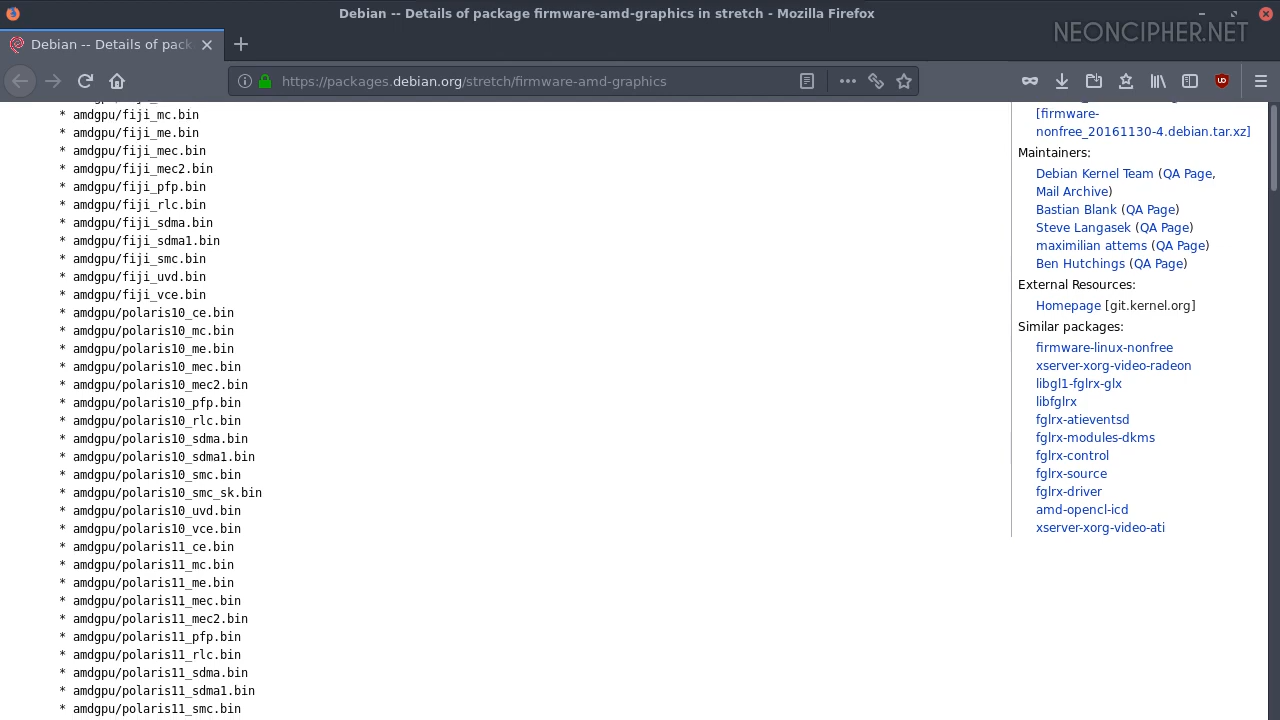 Debian -- Details of package firmware-amd-graphics in stretch - Mozilla Firefox
NEONCIPHER.NET
Debian -- Details of pack
https://packages.debian.org/stretch/firmware-amd-graphics
* amdgpu/fiji_mc.bin
* amdgpu/fiji_me.bin
* amdgpu/fiji_mec.bin
* amdgpu/fiji_mec2.bin
* amdgpu/fiji_pfp.bin
* amdgpu/fiji_rlc.bin
* amdgpu/fiji_sdma.bin
* amdgpu/fiji_sdma1.bin
* amdgpu/fiji_smc.bin
* amdgpu/fiji_uvd.bin
* amdgpu/fiji_vce.bin
* amdgpu/polaris10_ce.bin
* amdgpu/polaris10_mc.bin
* amdgpu/polaris10_me.bin
* amdgpu/polaris10_mec.bin
* amdgpu/polaris10_mec2.bin
* amdgpu/polaris10_pfp.bin
* amdgpu/polaris10_rlc.bin
* amdgpu/polaris10_sdma.bin
* amdgpu/polaris10_sdma1.bin
* amdgpu/polaris10_smc.bin
* amdgpu/polaris10_smc_sk.bin
* amdgpu/polaris10_uvd.bin
* amdgpu/polaris10_vce.bin
* amdgpu/polaris11_ce.bin
* amdgpu/polaris11_mc.bin
* amdgpu/polaris11_me.bin
* amdgpu/polaris11_mec.bin
* amdgpu/polaris11_mec2.bin
* amdgpu/polaris11_pfp.bin
* amdgpu/polaris11_rlc.bin
* amdgpu/polaris11_sdma.bin
* amdgpu/polaris11_sdma1.bin
* amdgpu/polaris11_smc.bin
[firmware-
nonfree_20161130-4.debian.tar.xz]
Maintainers:
Debian Kernel Team (QA Page,
Mail Archive)
Bastian Blank (QA Page)
Steve Langasek (QA Page)
maximilian attems (QA Page)
Ben Hutchings (QA Page)
External Resources:
Homepage [git.kernel.org]
Similar packages:
firmware-linux-nonfree
xserver-xorg-video-radeon
libgl1-fglrx-glx
libfglrx
fglrx-atieventsd
fglrx-modules-dkms
fglrx-control
fglrx-source
fglrx-driver
amd-opencl-icd
xserver-xorg-video-ati